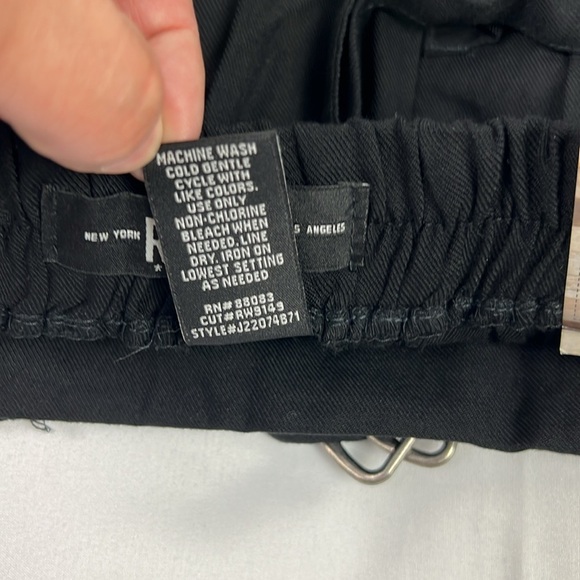 MACHINE WASH
COLD GENTLE
CYCLE WITH
LIKE COLORS.
USE ONLY
NON-CHLORINE
BLEACH WHEN
NEEDED. LINE
DRY. IRON ON
LOWEST SETTING
AS NEEDED
RN# 88083
CUT# RW9149
STYLE# J22074B71
NEW YORK
R
ANGELES